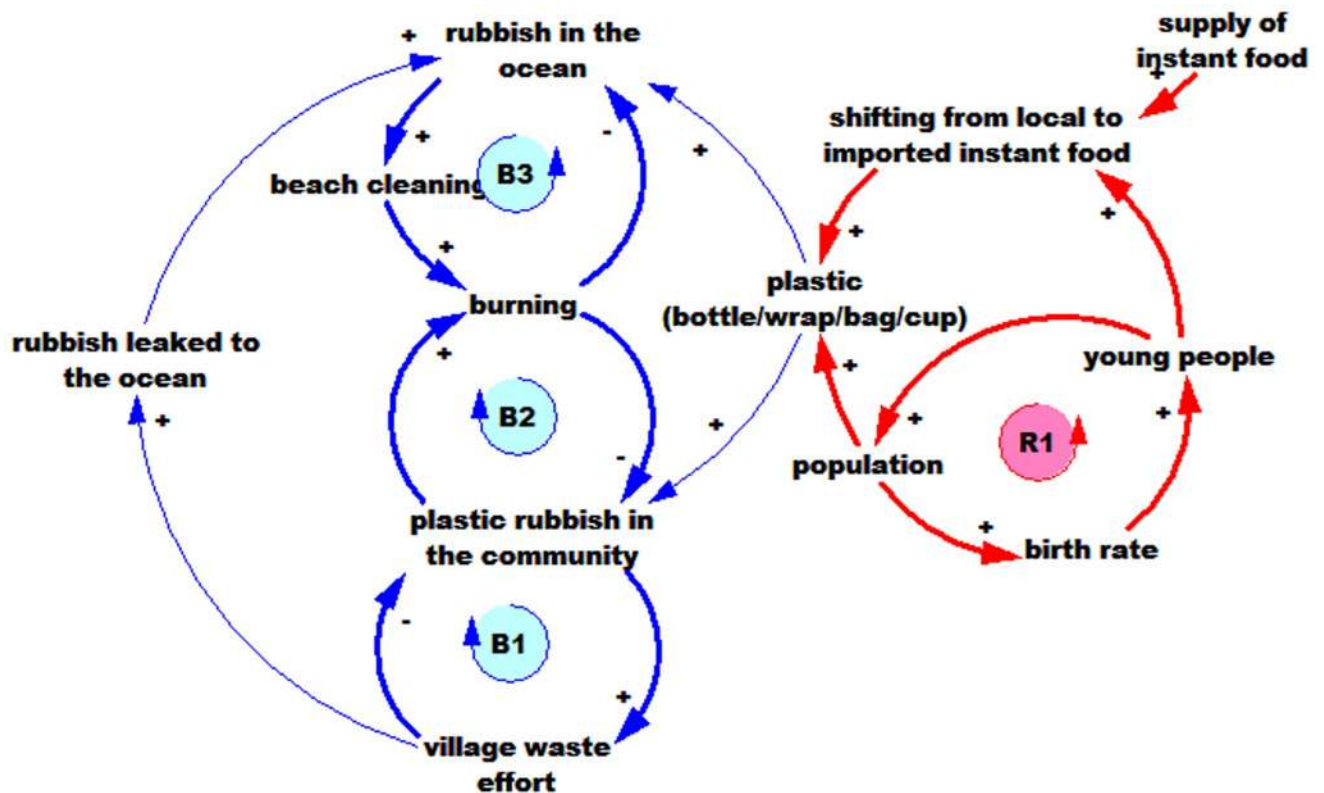 rubbish in the
ocean
supply of
instant food
shifting from local to
imported instant food
beach cleaning
B3
plastic
(bottle/wrap/bag/cup)
burning
rubbish leaked to
the ocean
young people
B2
R1
population
plastic rubbish in
the community
birth rate
B1
village waste
effort
+
+
-
+
+
+
+
+
+
+
+
+
+
+
+
-
+
-
+